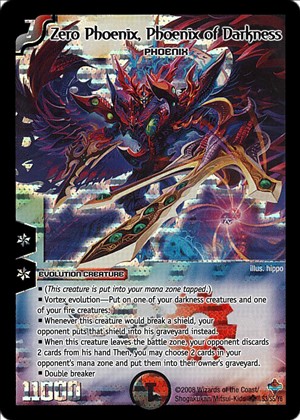 Zero Phoenix, Phoenix of Darkness
PHOENIX
illus. hippo
EVOLUTION CREATURE
■ (This creature is put into your mana zone tapped.)
■ Vortex evolution—Put on one of your darkness creatures and one
of your fire creatures.
■ Whenever this creature would break a shield, your
opponent puts that shield into his graveyard instead.
■ When this creature leaves the battle zone, your opponent discards
2 cards from his hand. Then, you may choose 2 cards in your
opponent's mana zone and put them into their owner's graveyard.
■ Double breaker
11000
1
©2008 Wizards of the Coast/
Shogakukan/Mitsui-Kids